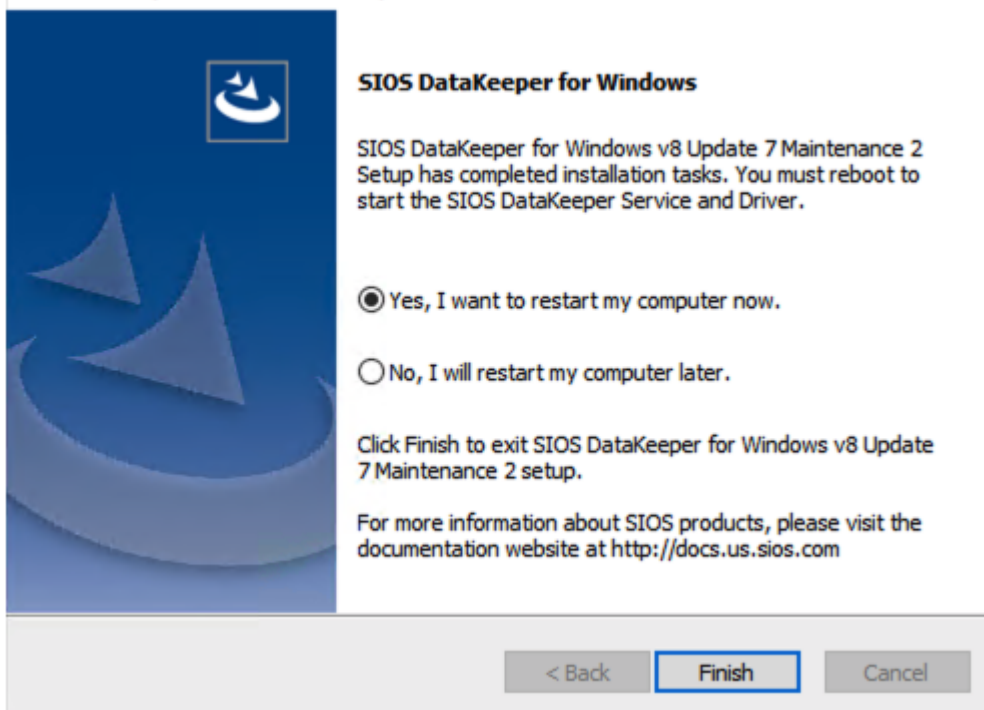 SIOS DataKeeper for Windows
SIOS DataKeeper for Windows v8 Update 7 Maintenance 2
Setup has completed installation tasks. You must reboot to
start the SIOS DataKeeper Service and Driver.
Yes, I want to restart my computer now.
No, I will restart my computer later.
Click Finish to exit SIOS DataKeeper for Windows v8 Update
7 Maintenance 2 setup.
For more information about SIOS products, please visit the
documentation website at http://docs.us.sios.com
< Back
Finish
Cancel